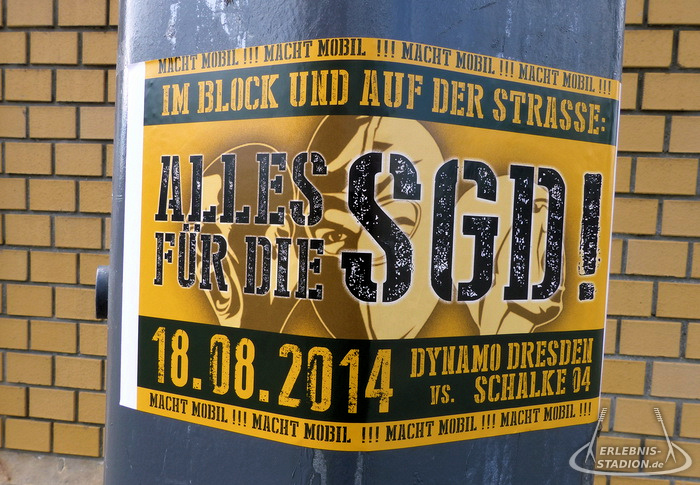 MACHT MOBIL !!! MACHT MOBIL !!! MACHT MOBIL !!! MACHT MOBIL !!!
IM BLOCK UND AUF DER STRASSE:
ALLES
FÜR DIE
SGD!
18.08.2014
DYNAMO DRESDEN
VS. SCHALKE 04
MACHT MOBIL !!! MACHT MOBIL !!! MACHT MOBIL !!! MACHT MOBIL !!!
ERLEBNIS-
STADION.de